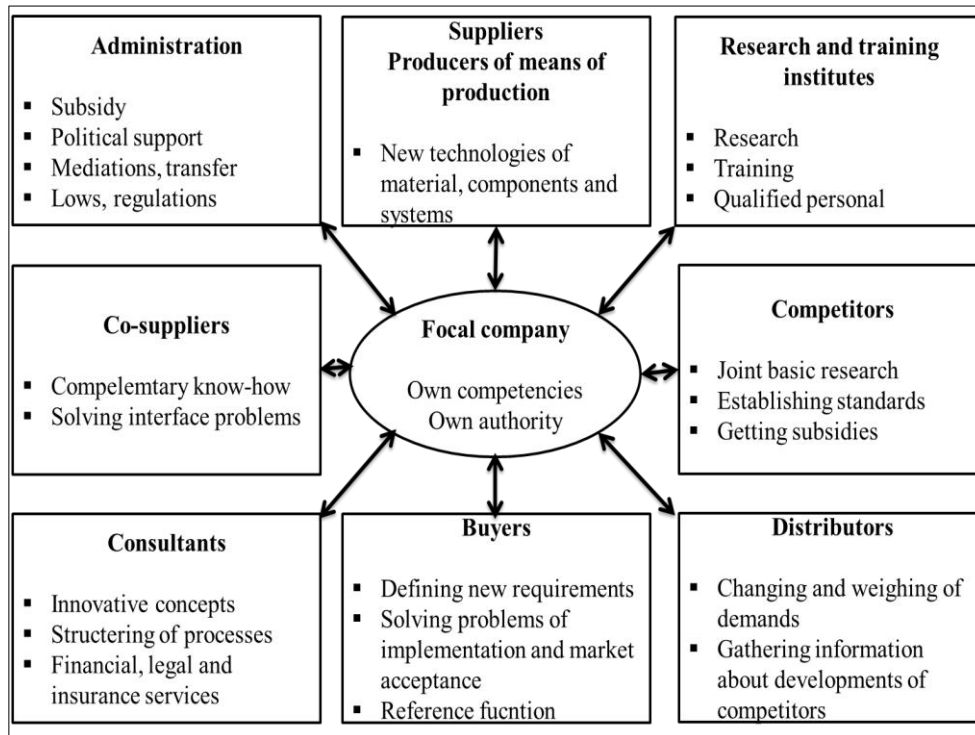 Administration
▪ Subsidy
▪ Political support
▪ Mediations, transfer
▪ Lows, regulations
Suppliers
Producers of means of
production
▪ New technologies of
material, components and
systems
Research and training
institutes
▪ Research
▪ Training
▪ Qualified personal
Co-suppliers
▪ Compelemtary know-how
▪ Solving interface problems
Focal company
Own competencies
Own authority
Competitors
▪ Joint basic research
▪ Establishing standards
▪ Getting subsidies
Consultants
▪ Innovative concepts
▪ Structering of processes
▪ Financial, legal and
insurance services
Buyers
▪ Defining new requirements
▪ Solving problems of
implementation and market
acceptance
▪ Reference fucntion
Distributors
▪ Changing and weighing of
demands
▪ Gathering information
about developments of
competitors